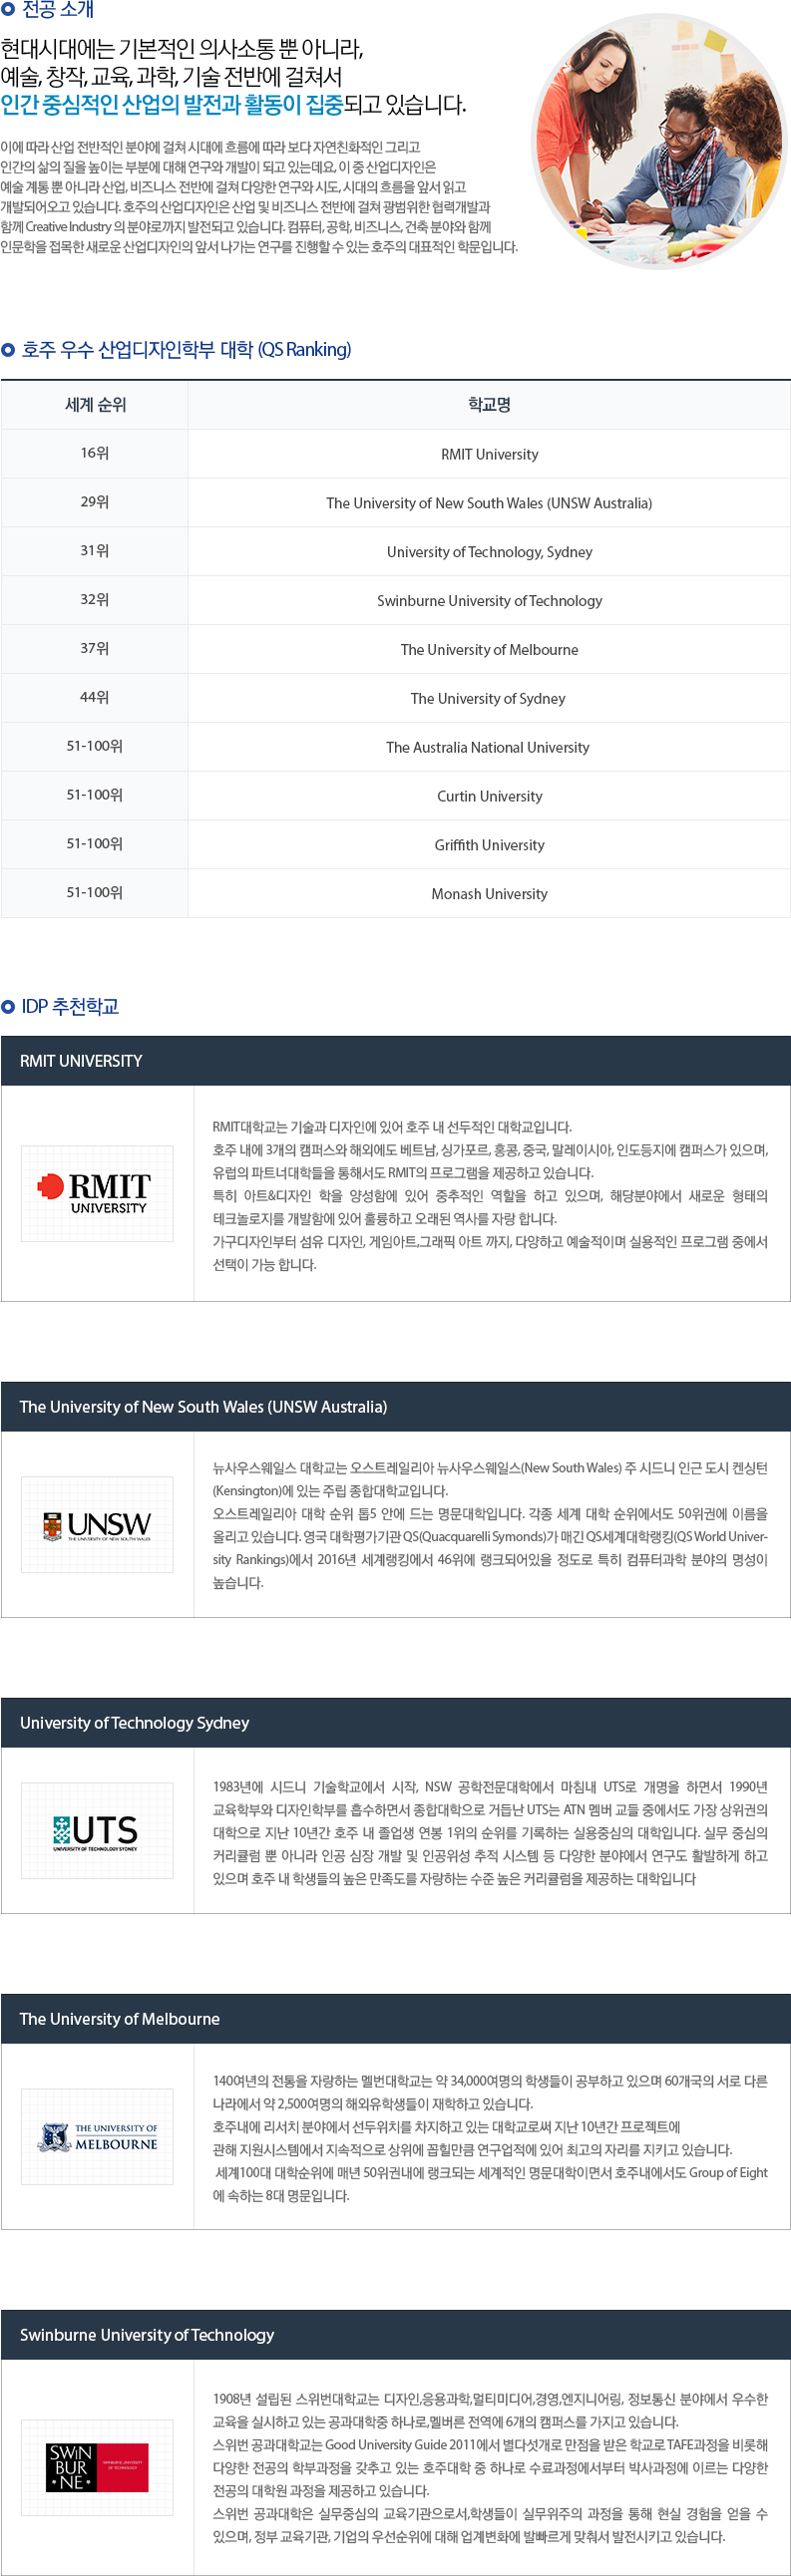 전공 소개
현대시대에는 기본적인 의사소통 뿐 아니라,
예술, 창작, 교육, 과학, 기술 전반에 걸쳐서
인간 중심적인 산업의 발전과 활동이 집중되고 있습니다.
이에 따라 산업 전반적인 분야에 걸쳐 시대에 흐름에 따라 보다 자연친화적인 그리고
인간의 삶의 질을 높이는 부분에 대해 연구와 개발이 되고 있는데요, 이 중 산업디자인은
예술 계통 뿐 아니라 산업, 비즈니스 전반에 걸쳐 다양한 연구와 시도, 시대의 흐름을 앞서 읽고
개발되어오고 있습니다. 호주의 산업디자인은 산업 및 비즈니스 전반에 걸쳐 광범위한 협력개발과
함께 Creative Industry 의 분야로까지 발전되고 있습니다. 컴퓨터, 공학, 비즈니스, 건축 분야와 함께
인문학을 접목한 새로운 산업디자인의 앞서 나가는 연구를 진행할 수 있는 호주의 대표적인 학문입니다.
호주 우수 산업디자인학부 대학 (QS Ranking)
세계 순위 학교명
16위 RMIT University
29위 The University of New South Wales (UNSW Australia)
31위 University of Technology, Sydney
32위 Swinburne University of Technology
37위 The University of Melbourne
44위 The University of Sydney
51-100위 The Australia National University
51-100위 Curtin University
51-100위 Griffith University
51-100위 Monash University
IDP 추천학교
RMIT UNIVERSITY
RMIT
UNIVERSITY
RMIT대학교는 기술과 디자인에 있어 호주 내 선두적인 대학교입니다.
호주 내에 3개의 캠퍼스와 해외에도 베트남, 싱가포르, 홍콩, 중국, 말레이시아, 인도등지에 캠퍼스가 있으며,
유럽의 파트너대학들을 통해서도 RMIT의 프로그램을 제공하고 있습니다.
특히 아트&디자인 학을 양성함에 있어 중추적인 역할을 하고 있으며, 해당분야에서 새로운 형태의
테크놀로지를 개발함에 있어 훌륭하고 오래된 역사를 자랑 합니다.
가구디자인부터 섬유 디자인, 게임아트,그래픽 아트 까지, 다양하고 예술적이며 실용적인 프로그램 중에서
선택이 가능 합니다.
The University of New South Wales (UNSW Australia)
UNSW
THE UNIVERSITY OF NEW SOUTH WALES
뉴사우스웨일스 대학교는 오스트레일리아 뉴사우스웨일스(New South Wales) 주 시드니 인근 도시 켄싱턴
(Kensington)에 있는 주립 종합대학교입니다.
오스트레일리아 대학 순위 톱5 안에 드는 명문대학입니다. 각종 세계 대학 순위에서도 50위권에 이름을
올리고 있습니다. 영국 대학평가기관 QS(Quacquarelli Symonds)가 매긴 QS세계대학랭킹(QS World Univer-
sity Rankings)에서 2016년 세계랭킹에서 46위에 랭크되어있을 정도로 특히 컴퓨터과학 분야의 명성이
높습니다.
University of Technology Sydney
UTS
UNIVERSITY OF TECHNOLOGY SYDNEY
1983년에 시드니 기술학교에서 시작, NSW 공학전문대학에서 마침내 UTS로 개명을 하면서 1990년
교육학부와 디자인학부를 흡수하면서 종합대학으로 거듭난 UTS는 ATN 멤버 교들 중에서도 가장 상위권의
대학으로 지난 10년간 호주 내 졸업생 연봉 1위의 순위를 기록하는 실용중심의 대학입니다. 실무 중심의
커리큘럼 뿐 아니라 인공 심장 개발 및 인공위성 추적 시스템 등 다양한 분야에서 연구도 활발하게 하고
있으며 호주 내 학생들의 높은 만족도를 자랑하는 수준 높은 커리큘럼을 제공하는 대학입니다
The University of Melbourne
THE UNIVERSITY OF
MELBOURNE
140여년의 전통을 자랑하는 멜번대학교는 약 34,000여명의 학생들이 공부하고 있으며 60개국의 서로 다른
나라에서 약 2,500여명의 해외유학생들이 재학하고 있습니다.
호주내에 리서치 분야에서 선두위치를 차지하고 있는 대학교로써 지난 10년간 프로젝트에
관해 지원시스템에서 지속적으로 상위에 꼽힐만큼 연구업적에 있어 최고의 자리를 지키고 있습니다.
세계100대 대학순위에 매년 50위권내에 랭크되는 세계적인 명문대학이면서 호주내에서도 Group of Eight
에 속하는 8대 명문입니다.
Swinburne University of Technology
SWIN
BUR
NE
SWINBURNE UNIVERSITY
OF TECHNOLOGY
1908년 설립된 스위번대학교는 디자인,응용과학,멀티미디어,경영,엔지니어링, 정보통신 분야에서 우수한
교육을 실시하고 있는 공과대학중 하나로,멜버른 전역에 6개의 캠퍼스를 가지고 있습니다.
스위번 공과대학교는 Good University Guide 2011에서 별다섯개로 만점을 받은 학교로 TAFE과정을 비롯해
다양한 전공의 학부과정을 갖추고 있는 호주대학 중 하나로 수료과정에서부터 박사과정에 이르는 다양한
전공의 대학원 과정을 제공하고 있습니다.
스위번 공과대학은 실무중심의 교육기관으로서,학생들이 실무위주의 과정을 통해 현실 경험을 얻을 수
있으며, 정부 교육기관, 기업의 우선순위에 대해 업계변화에 발빠르게 맞춰서 발전시키고 있습니다.